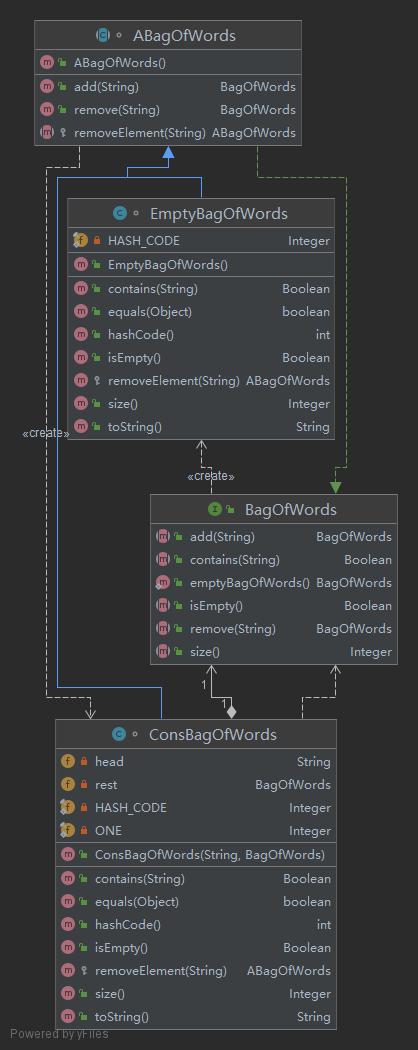 ABagOfWords
ABagOfWords()
add(String) BagOfWords
remove(String) BagOfWords
removeElement(String) ABagOfWords
EmptyBagOfWords
HASH_CODE Integer
EmptyBagOfWords()
contains(String) Boolean
equals(Object) boolean
hashCode() int
isEmpty() Boolean
removeElement(String) ABagOfWords
size() Integer
toString() String
«create»
«create»
BagOfWords
add(String) BagOfWords
contains(String) Boolean
emptyBagOfWords() BagOfWords
isEmpty() Boolean
remove(String) BagOfWords
size() Integer
1
1
ConsBagOfWords
head String
rest BagOfWords
HASH_CODE Integer
ONE Integer
ConsBagOfWords(String, BagOfWords)
contains(String) Boolean
equals(Object) boolean
hashCode() int
isEmpty() Boolean
removeElement(String) ABagOfWords
size() Integer
toString() String
Powered by yFiles